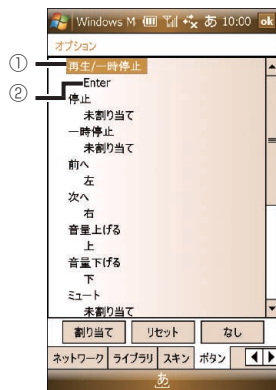 Windows M あ 10:00 ok
オプション
① 再生/一時停止
② Enter
停止
未割り当て
一時停止
未割り当て
前へ
左
次へ
右
音量上げる
上
音量下げる
下
ミュート
未割り当て
割り当て リセット なし
ネットワーク ライブラリ スキン ボタン
あ